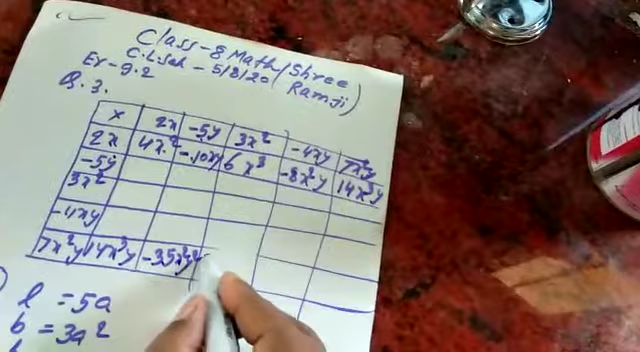 Class-8 Math/Shree
C.L.Sah - 5/8/20( Ramji)
Ex-9.2
Q.3.
x 2x -5y 3x² -4xy 7x²y
2x 4x² -10xy 6x³ -8x²y 14x³y
-5y
3x²
-4xy
7x²y 14x³y -35x²y²
l = 5a
b = 3a²
h